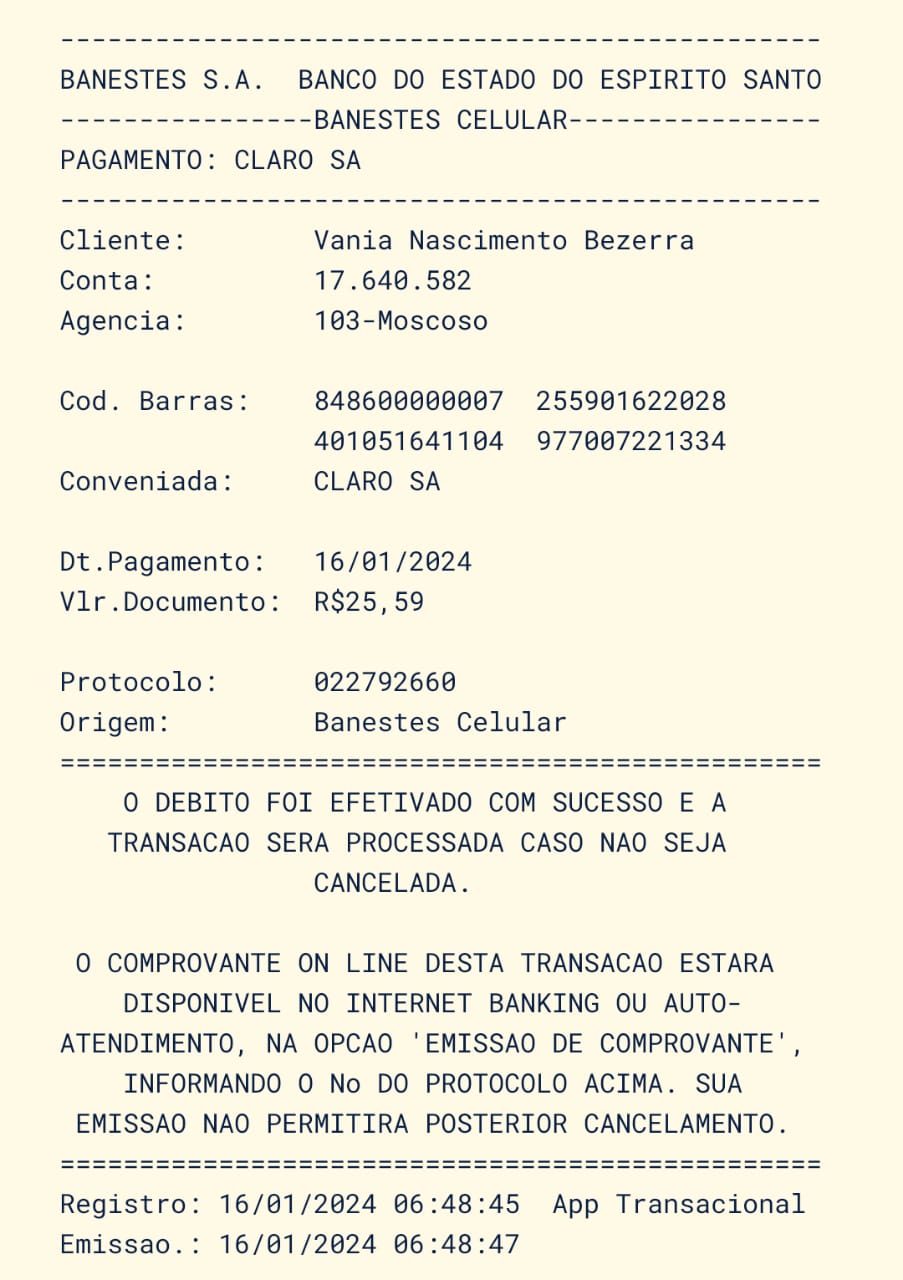 ------------------------------------------------
BANESTES S.A.  BANCO DO ESTADO DO ESPIRITO SANTO
----------------BANESTES CELULAR----------------
PAGAMENTO: CLARO SA
------------------------------------------------
Cliente:        Vania Nascimento Bezerra
Conta:          17.640.582
Agencia:        103-Moscoso
Cod. Barras:    848600000007  255901622028
                401051641104  977007221334
Conveniada:     CLARO SA
Dt.Pagamento:   16/01/2024
Vlr.Documento:  R$25,59
Protocolo:      022792660
Origem:         Banestes Celular
================================================
O DEBITO FOI EFETIVADO COM SUCESSO E A
TRANSACAO SERA PROCESSADA CASO NAO SEJA
CANCELADA.
O COMPROVANTE ON LINE DESTA TRANSACAO ESTARA
DISPONIVEL NO INTERNET BANKING OU AUTO-
ATENDIMENTO, NA OPCAO 'EMISSAO DE COMPROVANTE',
INFORMANDO O No DO PROTOCOLO ACIMA. SUA
EMISSAO NAO PERMITIRA POSTERIOR CANCELAMENTO.
================================================
Registro: 16/01/2024 06:48:45  App Transacional
Emissao.: 16/01/2024 06:48:47